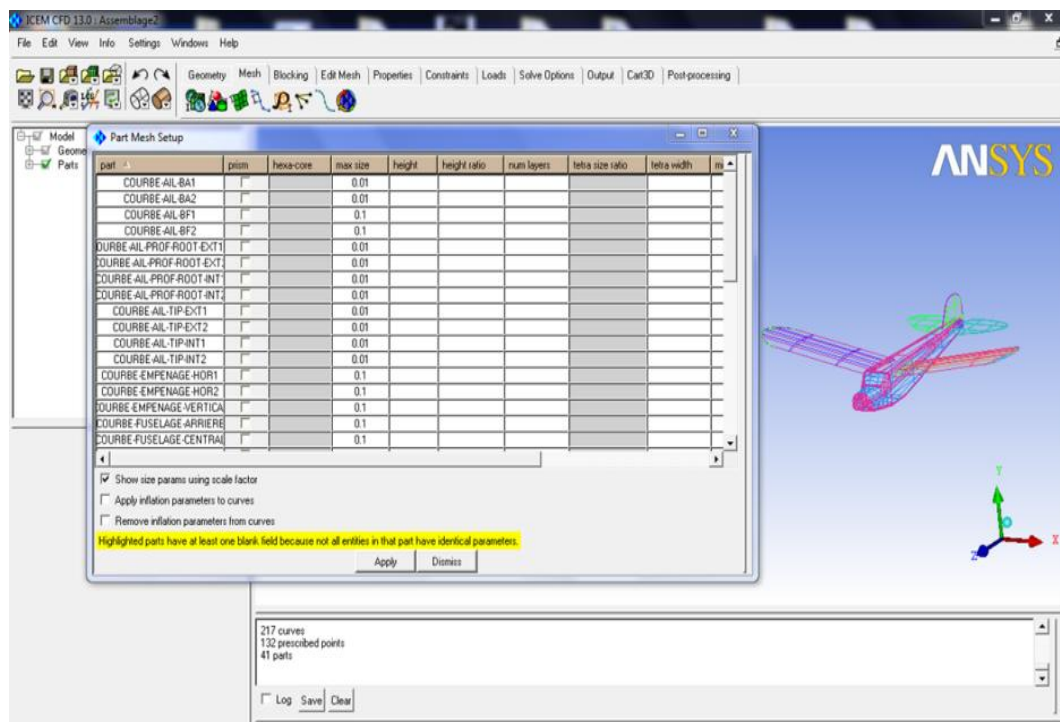 ICEM CFD 13.0 : Assemblage2
File Edit View Info Settings Windows Help
Geometry Mesh Blocking Edit Mesh Properties Constraints Loads Solve Options Output Cart3D Post-processing
Model
Geome
Parts
Part Mesh Setup
part prism hexa-core max size height height ratio num layers tetra size ratio tetra width
COURBE-AIL-BA1 0.01
COURBE-AIL-BA2 0.01
COURBE-AIL-BF1 0.1
COURBE-AIL-BF2 0.1
OURBE-AIL-PROF-ROOT-EXT1 0.01
COURBE-AIL-PROF-ROOT-EXT 0.01
COURBE-AIL-PROF-ROOT-INT 0.01
COURBE-AIL-PROF-ROOT-INT 0.01
COURBE-AIL-TIP-EXT1 0.01
COURBE-AIL-TIP-EXT2 0.01
COURBE-AIL-TIP-INT1 0.01
COURBE-AIL-TIP-INT2 0.01
COURBE-EMPENAGE-HOR1 0.1
COURBE-EMPENAGE-HOR2 0.1
COURBE-EMPENAGE-VERTICA 0.1
COURBE-FUSELAGE-ARRIERE 0.1
COURBE-FUSELAGE-CENTRAL 0.1
Show size params using scale factor
Apply inflation parameters to curves
Remove inflation parameters from curves
Highlighted parts have at least one blank field because not all entities in that part have identical parameters.
Apply Dismiss
ANSYS
Y
X
Z
217 curves
132 prescribed points
41 parts
Log Save Clear